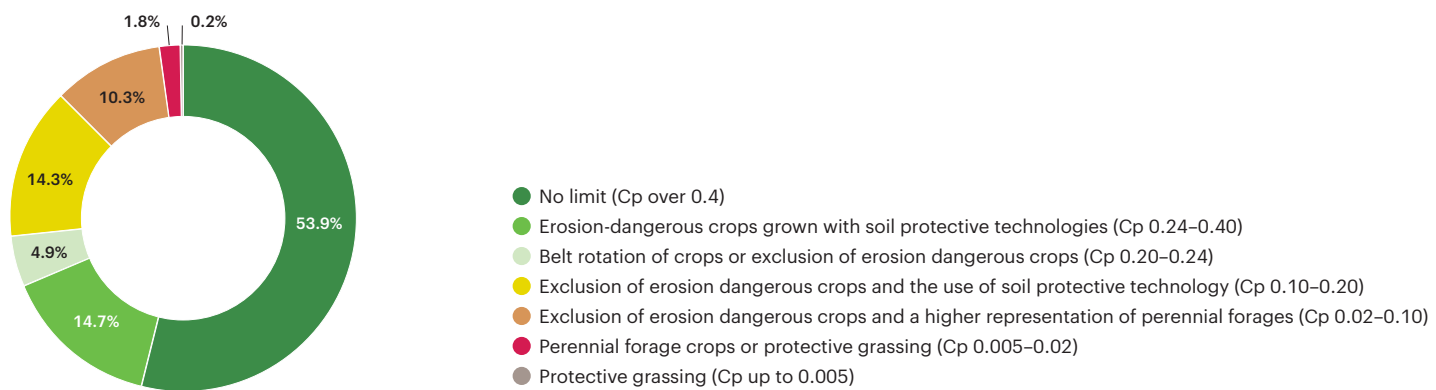 1.8%
0.2%
10.3%
14.3%
53.9%
4.9%
14.7%
No limit (Cp over 0.4)
Erosion-dangerous crops grown with soil protective technologies (Cp 0.24–0.40)
Belt rotation of crops or exclusion of erosion dangerous crops (Cp 0.20–0.24)
Exclusion of erosion dangerous crops and the use of soil protective technology (Cp 0.10–0.20)
Exclusion of erosion dangerous crops and a higher representation of perennial forages (Cp 0.02–0.10)
Perennial forage crops or protective grassing (Cp 0.005–0.02)
Protective grassing (Cp up to 0.005)